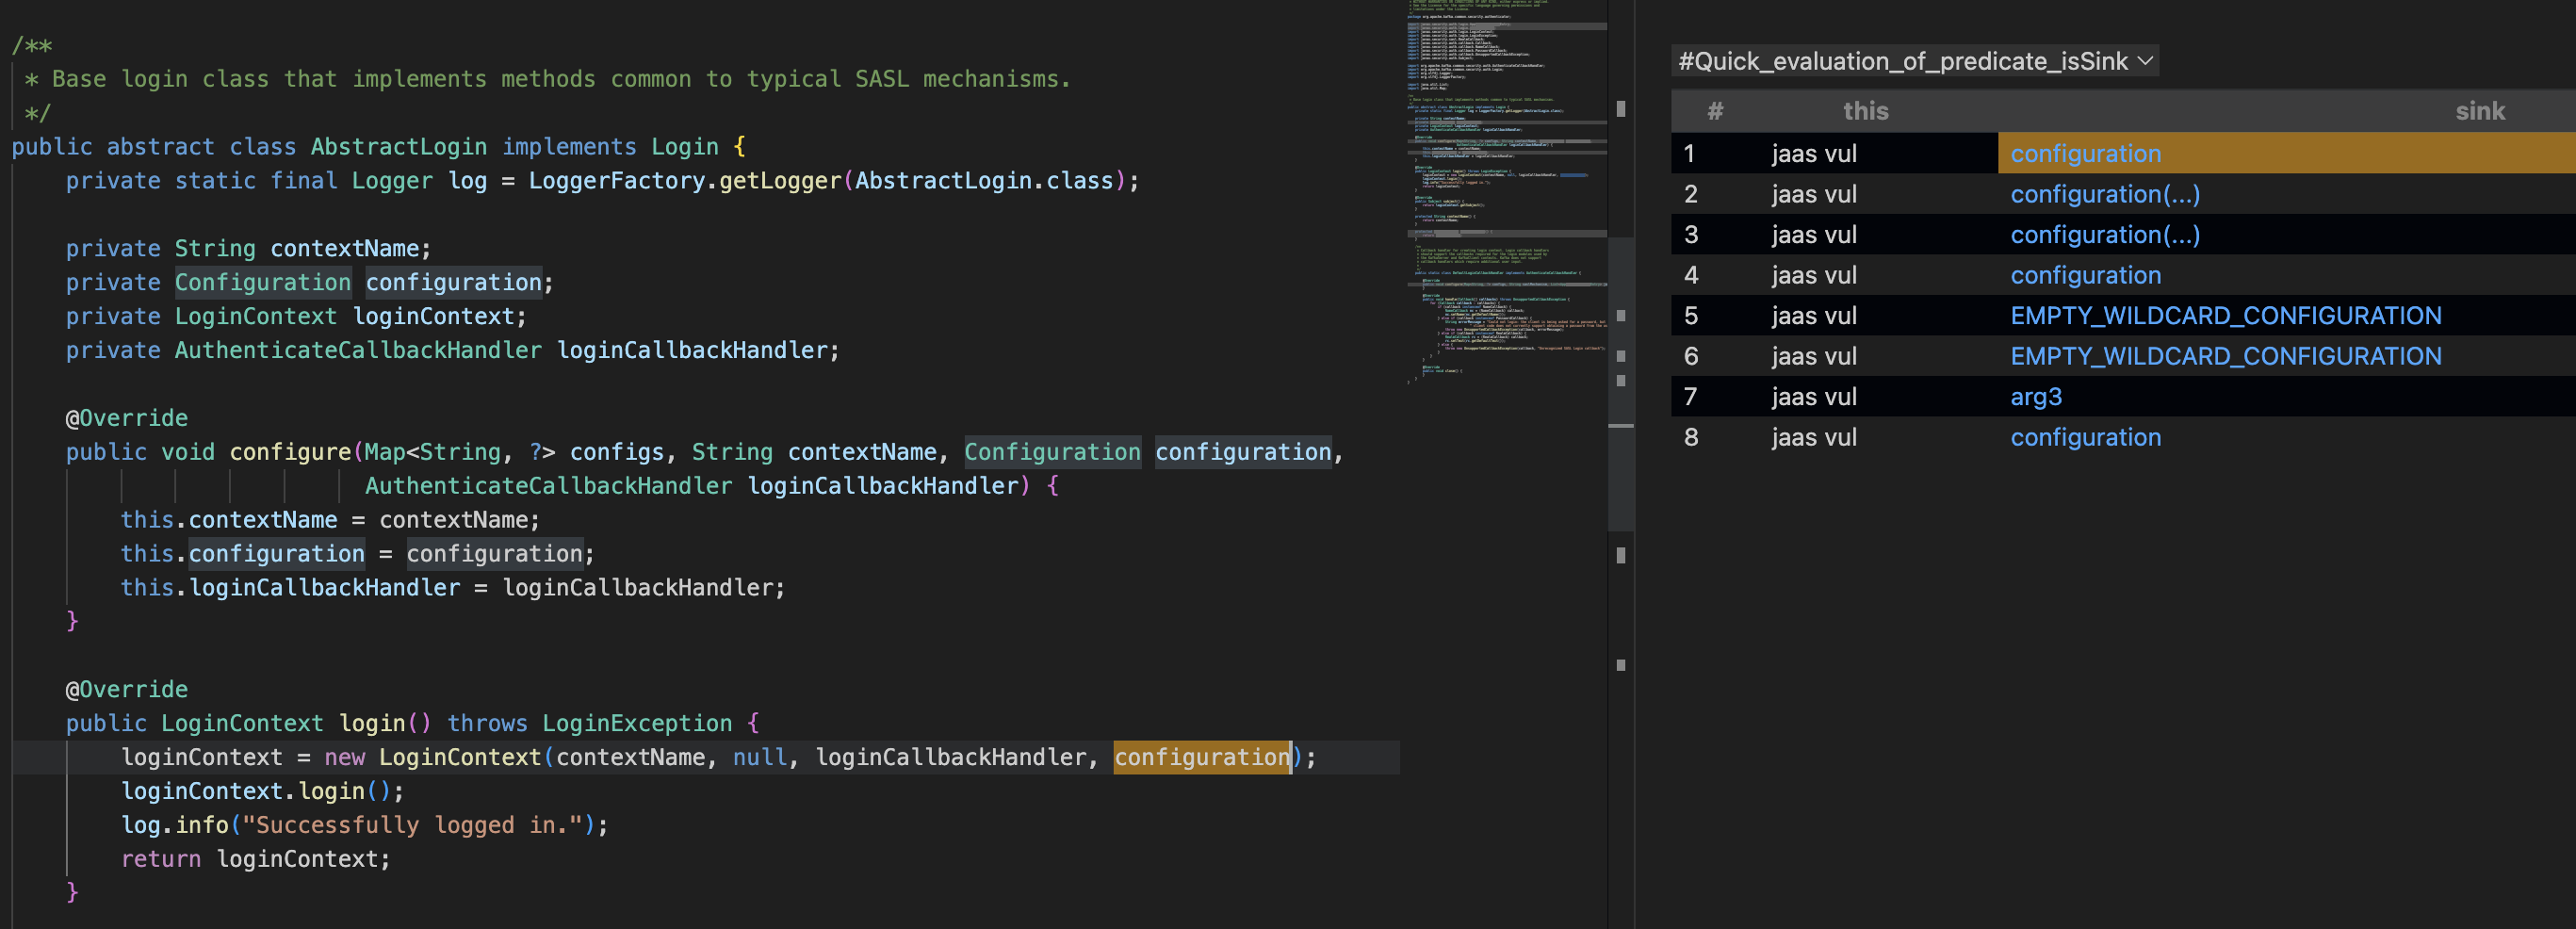 /**
* Base login class that implements methods common to typical SASL mechanisms.
*/
public abstract class AbstractLogin implements Login {
private static final Logger log = LoggerFactory.getLogger(AbstractLogin.class);
private String contextName;
private Configuration configuration;
private LoginContext loginContext;
private AuthenticateCallbackHandler loginCallbackHandler;
@Override
public void configure(Map<String, ?> configs, String contextName, Configuration configuration,
AuthenticateCallbackHandler loginCallbackHandler) {
this.contextName = contextName;
this.configuration = configuration;
this.loginCallbackHandler = loginCallbackHandler;
}
@Override
public LoginContext login() throws LoginException {
loginContext = new LoginContext(contextName, null, loginCallbackHandler, configuration);
loginContext.login();
log.info("Successfully logged in.");
return loginContext;
}
#Quick_evaluation_of_predicate_isSink
# this sink
1 jaas vul configuration
2 jaas vul configuration(...)
3 jaas vul configuration(...)
4 jaas vul configuration
5 jaas vul EMPTY_WILDCARD_CONFIGURATION
6 jaas vul EMPTY_WILDCARD_CONFIGURATION
7 jaas vul arg3
8 jaas vul configuration